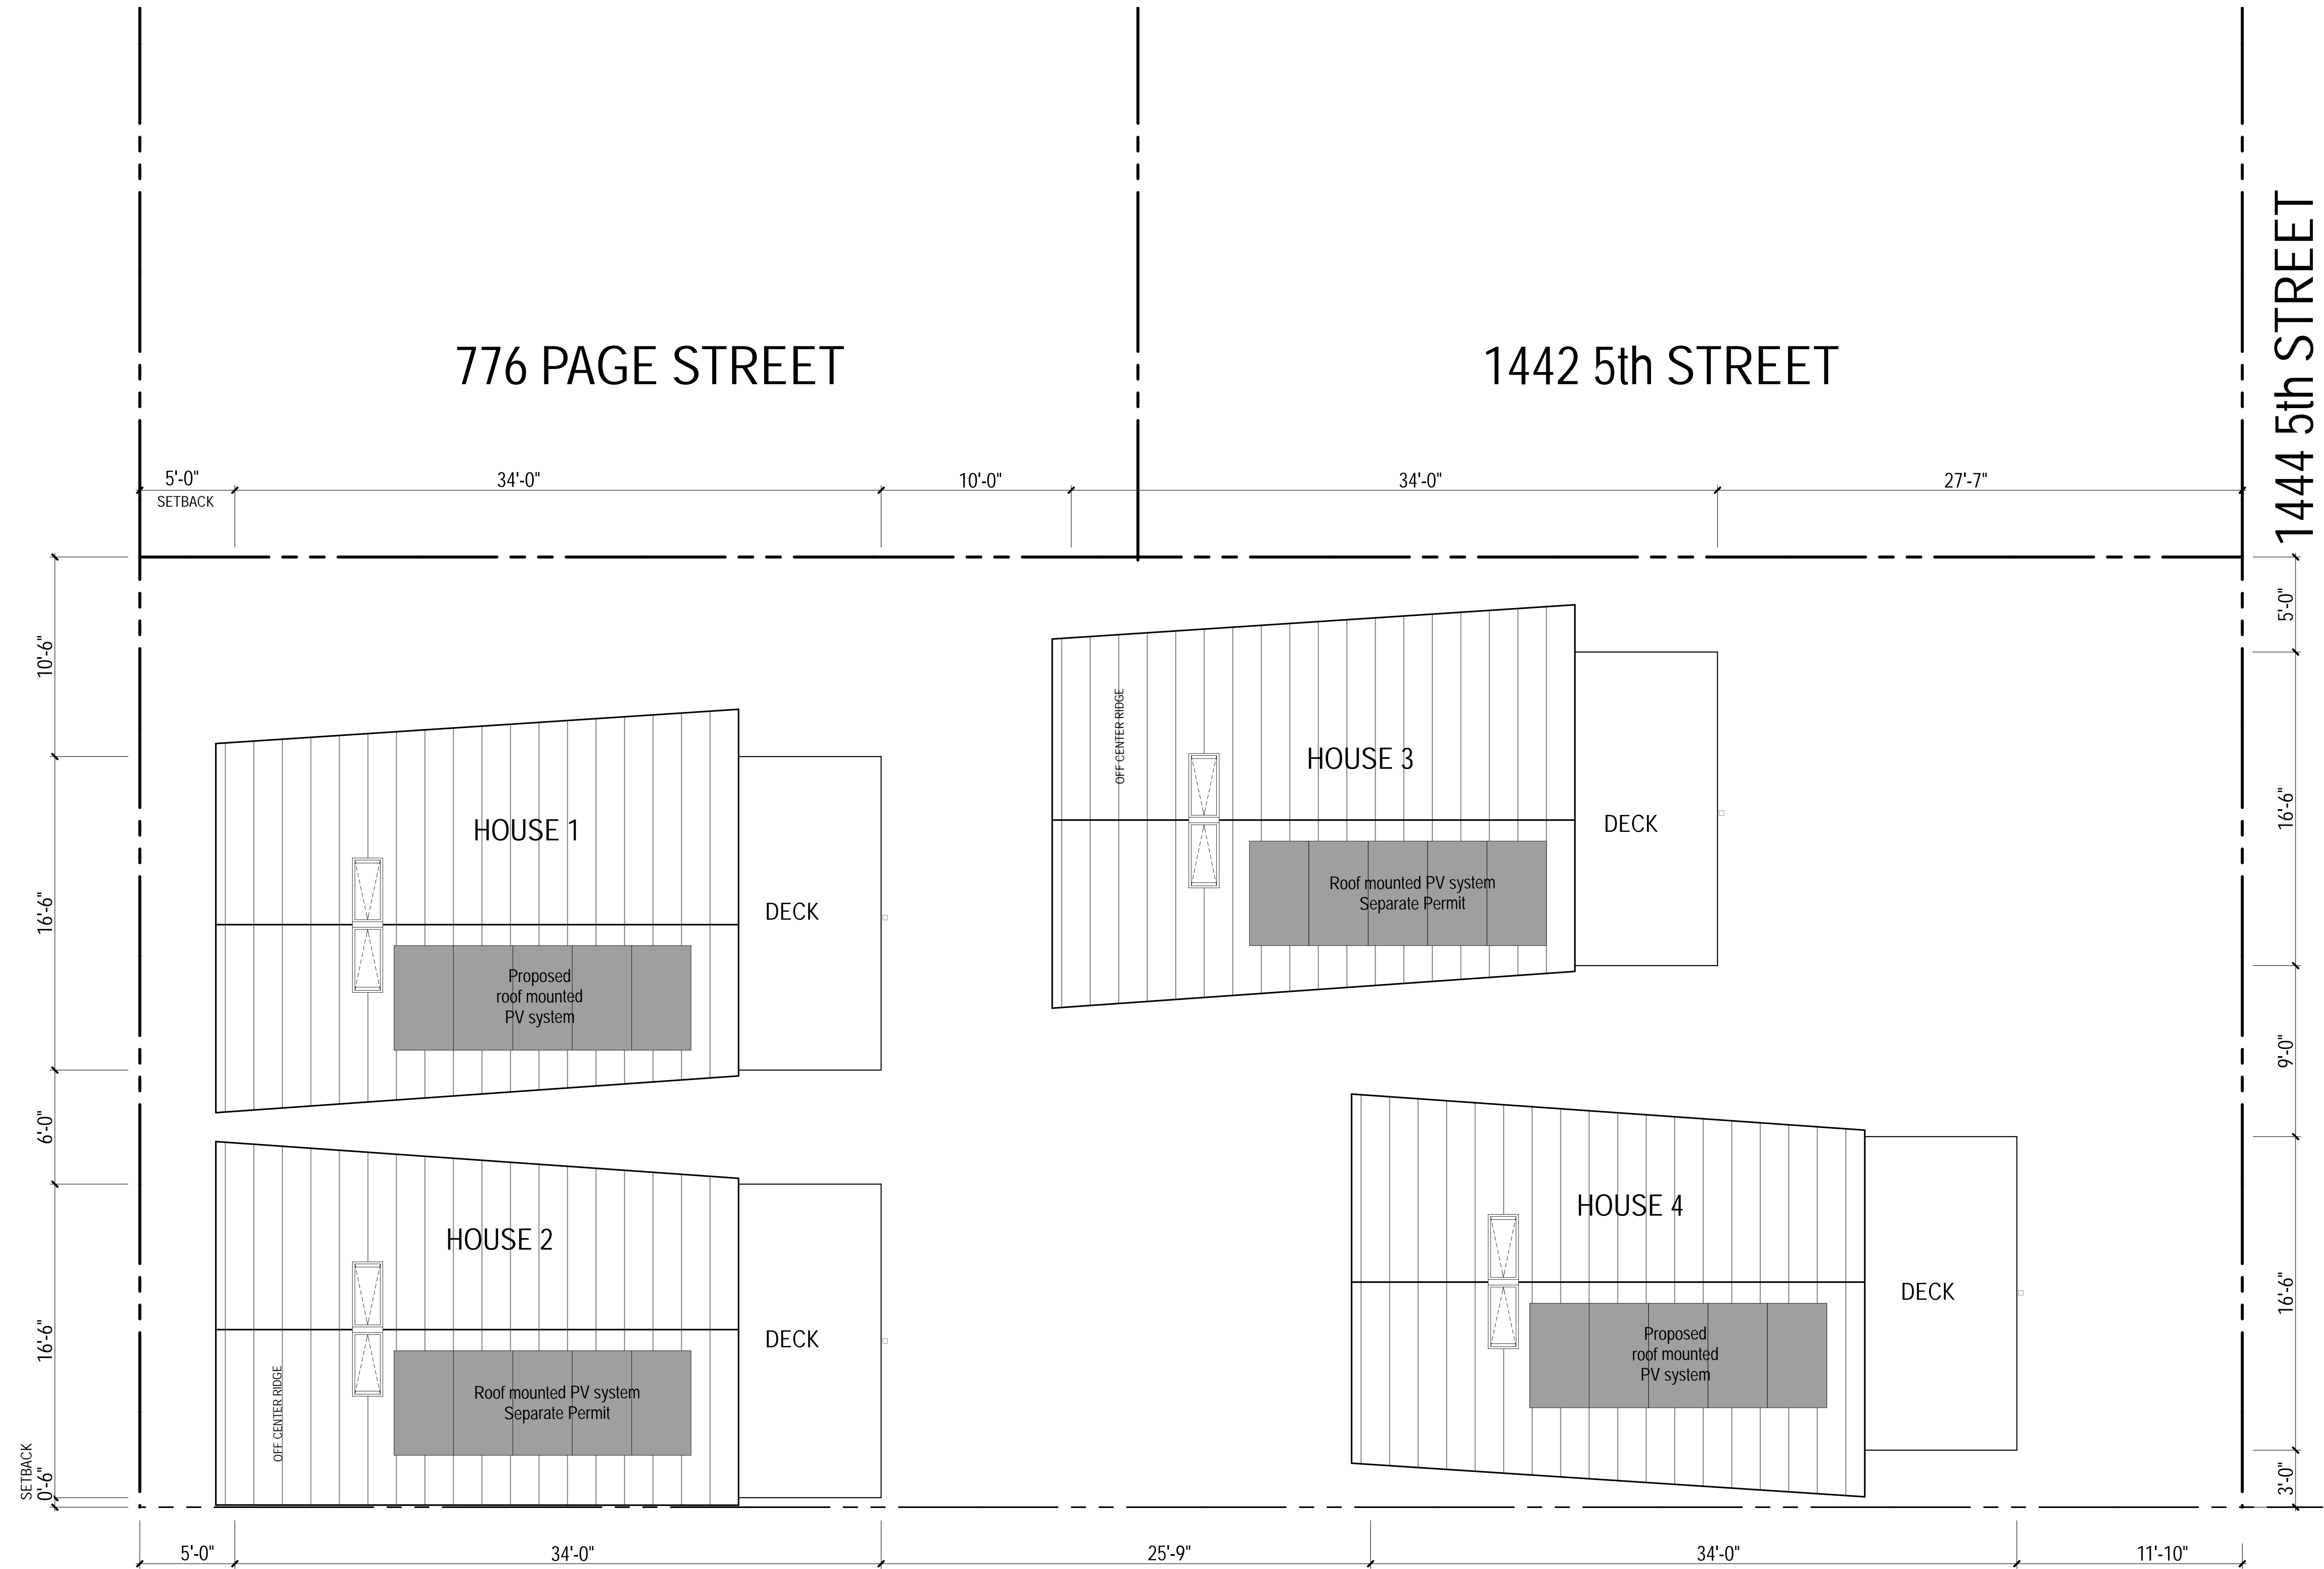 776 PAGE STREET
1442 5th STREET
1444 5th STREET
5'-0"
34'-0"
10'-0"
34'-0"
27'-7"
SETBACK
10'-6"
16'-6"
6'-0"
16'-6"
0'-6"
SETBACK
5'-0"
16'-6"
9'-0"
16'-6"
3'-0"
HOUSE 1
DECK
Proposed
roof mounted
PV system
OFF CENTER RIDGE
HOUSE 3
DECK
Roof mounted PV system
Separate Permit
HOUSE 2
DECK
Roof mounted PV system
Separate Permit
OFF CENTER RIDGE
HOUSE 4
DECK
Proposed
roof mounted
PV system
5'-0"
34'-0"
25'-9"
34'-0"
11'-10"